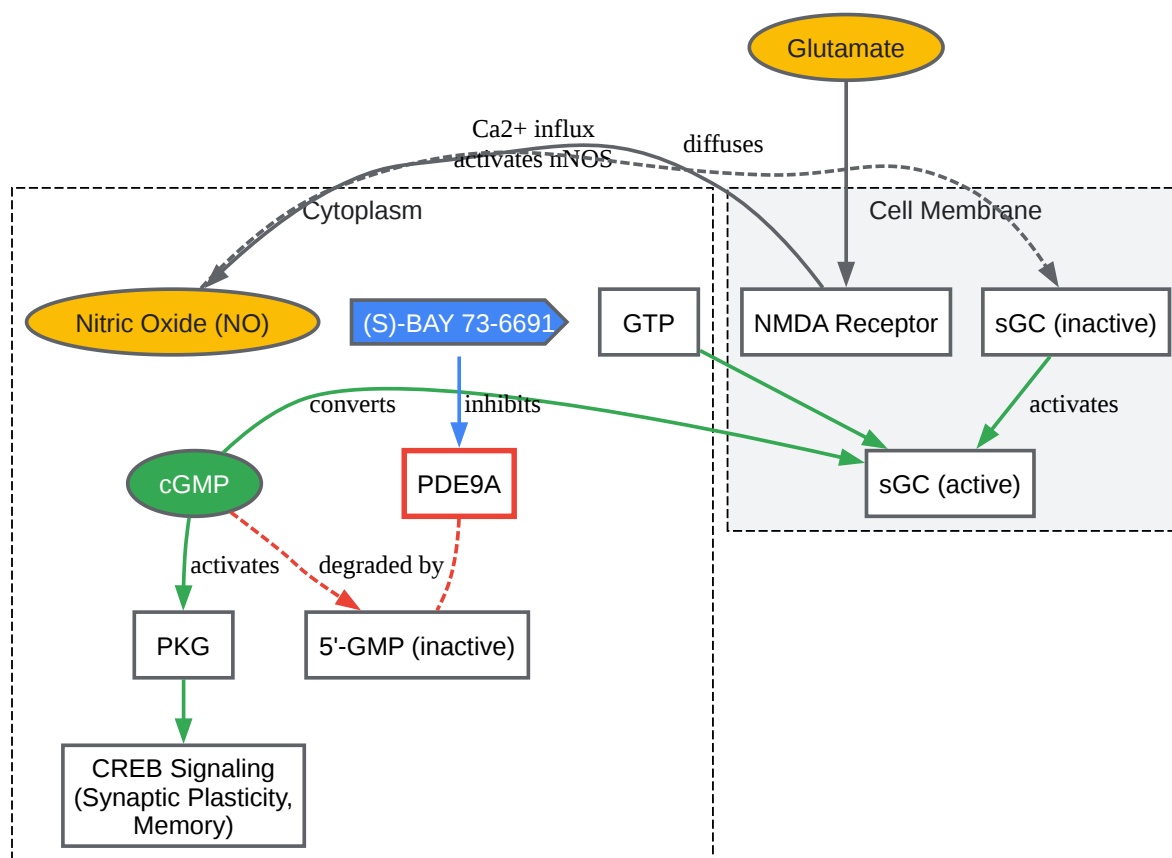 Glutamate
Ca2+ influx
activates nNOS
diffuses
Cytoplasm
Cell Membrane
Nitric Oxide (NO)
(S)-BAY 73-6691
GTP
NMDA Receptor
sGC (inactive)
converts
inhibits
activates
cGMP
PDE9A
sGC (active)
activates
degraded by
PKG
5'-GMP (inactive)
CREB Signaling
(Synaptic Plasticity,
Memory)